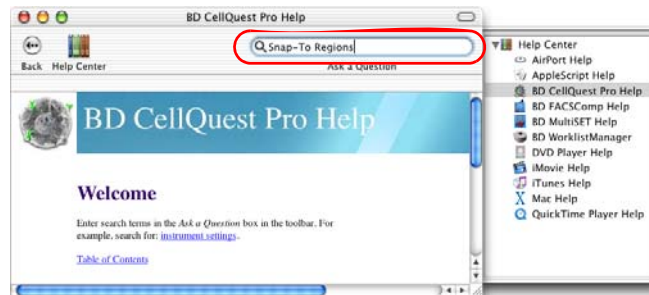 BD CellQuest Pro Help
Snap-To Regions
Back Help Center
Ask a Question
BD CellQuest Pro Help
Welcome
Enter search terms in the Ask a Question box in the toolbar. For
example, search for: instrument settings.
Table of Contents
Help Center
AirPort Help
AppleScript Help
BD CellQuest Pro Help
BD FACSComp Help
BD MultiSET Help
BD WorklistManager
DVD Player Help
iMovie Help
iTunes Help
Mac Help
QuickTime Player Help